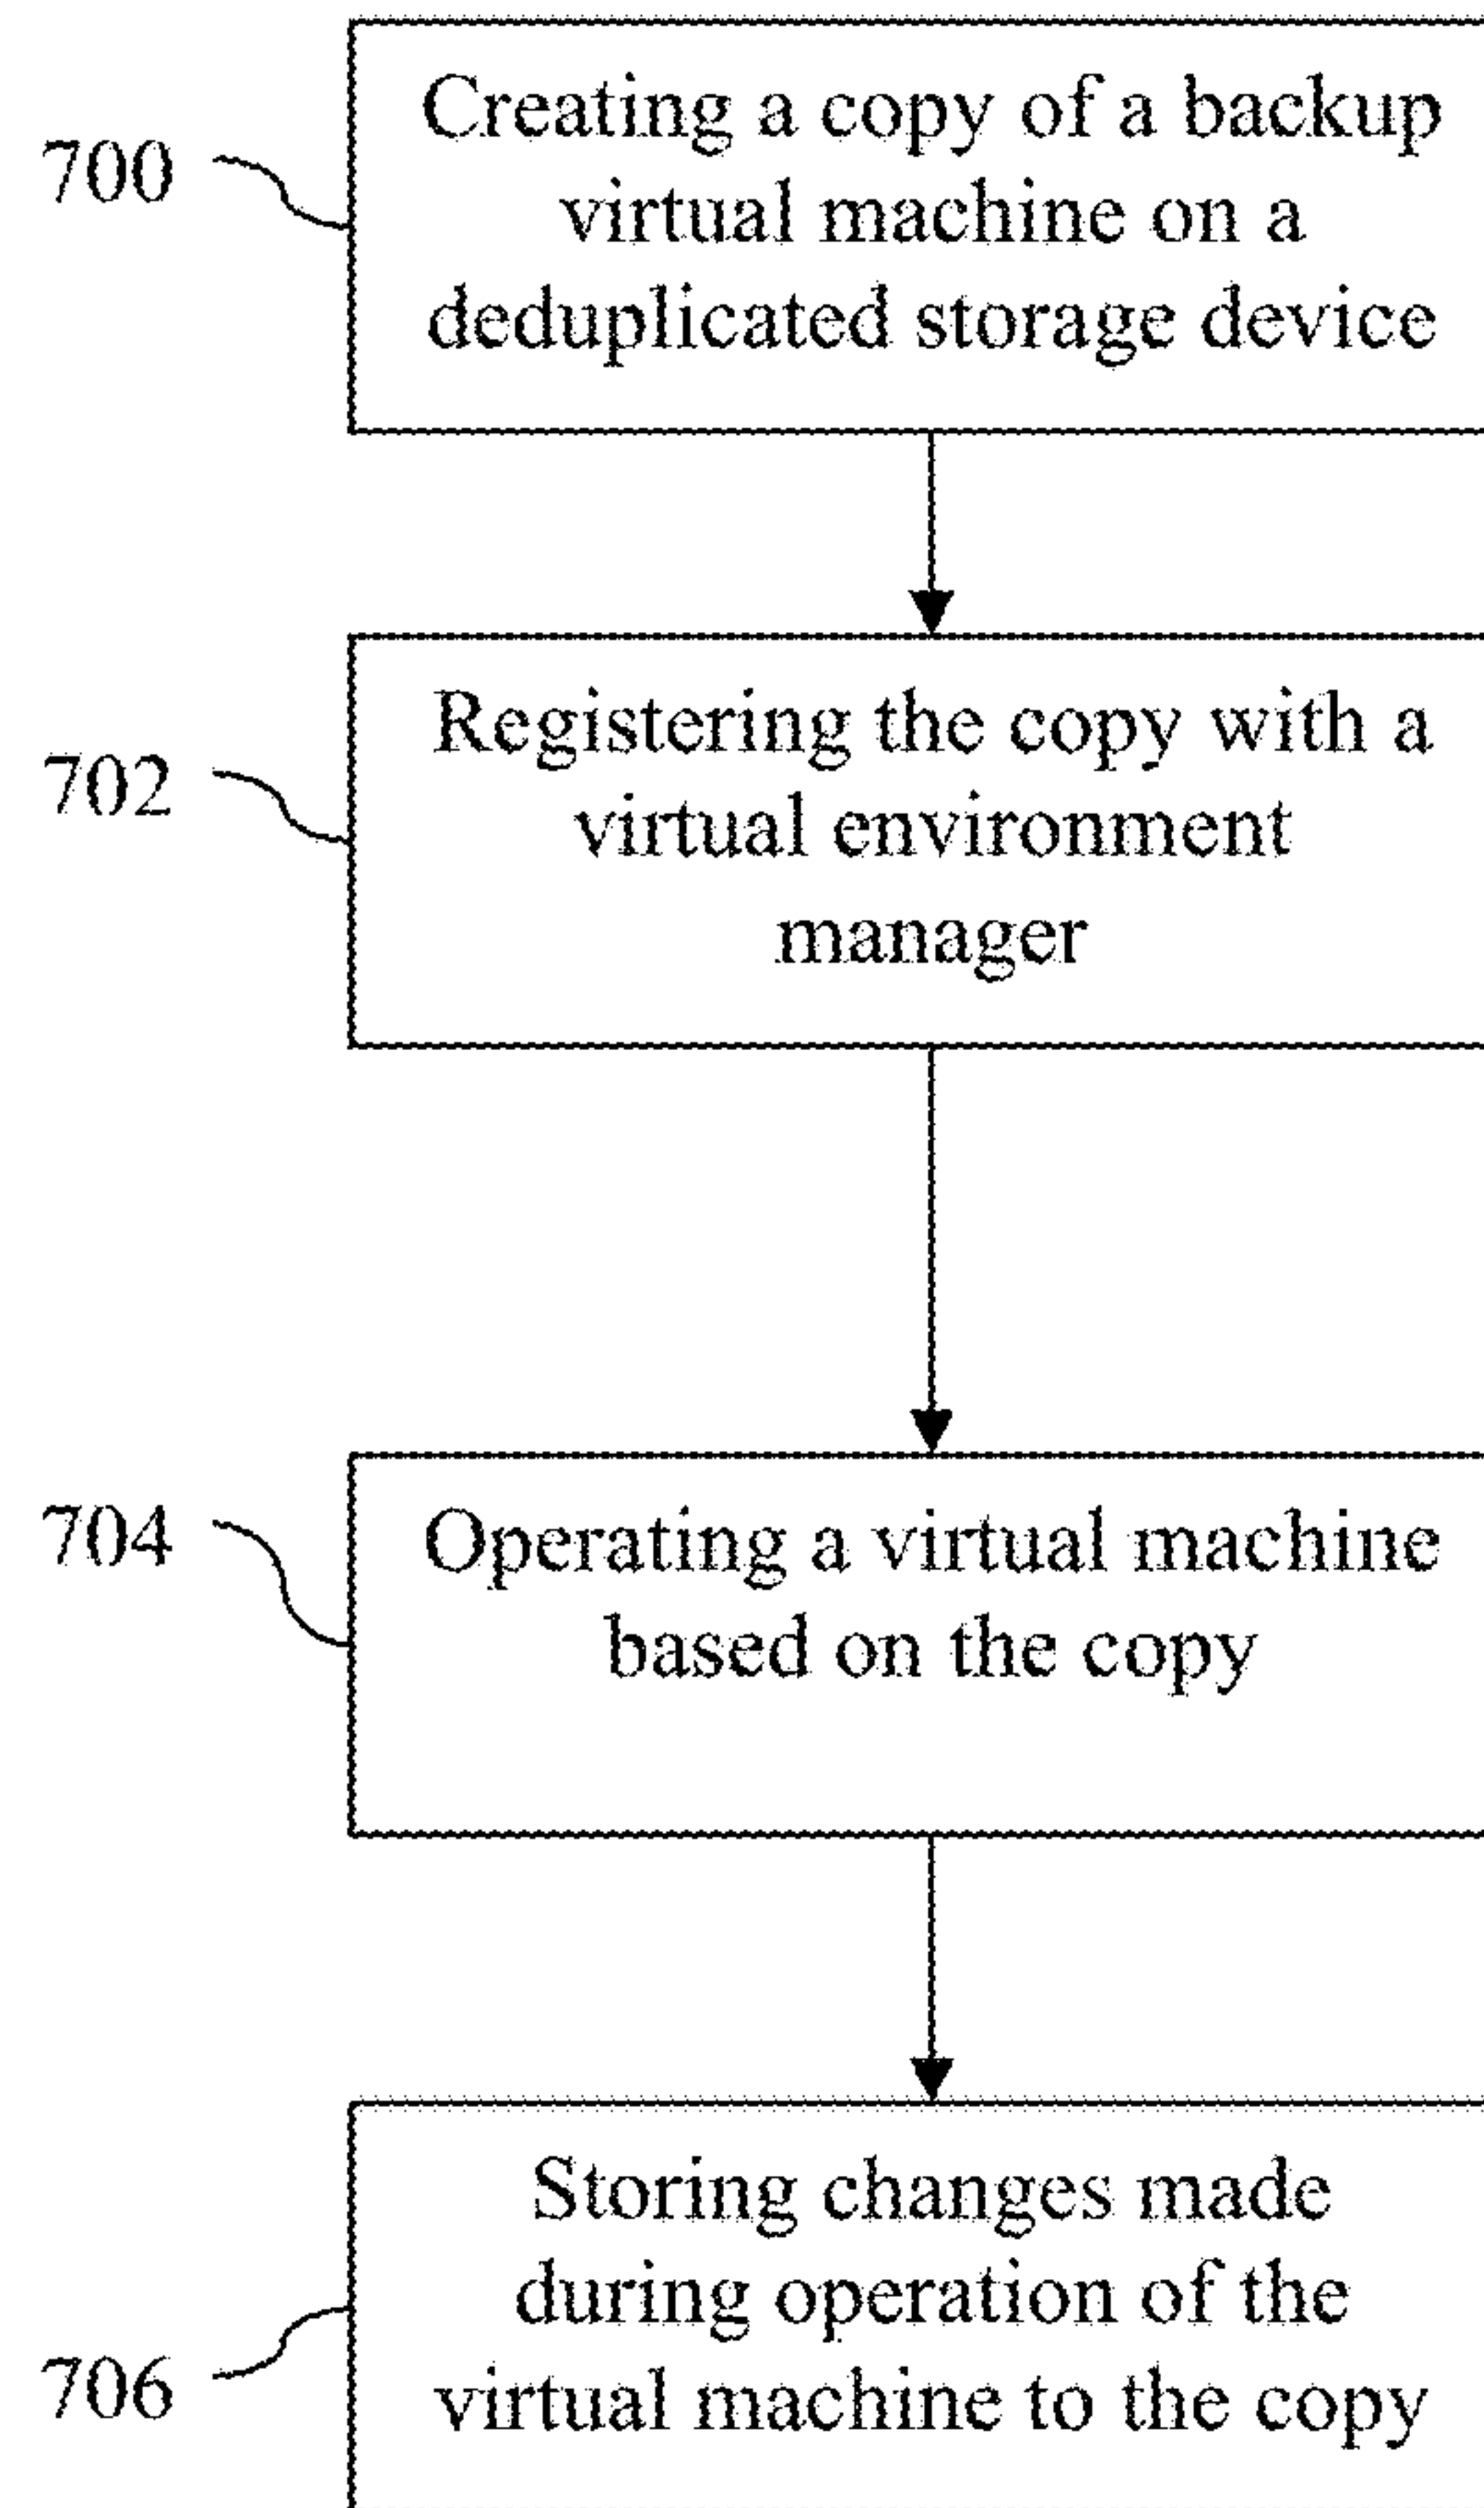 700
Creating a copy of a backup
virtual machine on a
deduplicated storage device
702
Registering the copy with a
virtual environment
manager
704
Operating a virtual machine
based on the copy
706
Storing changes made
during operation of the
virtual machine to the copy